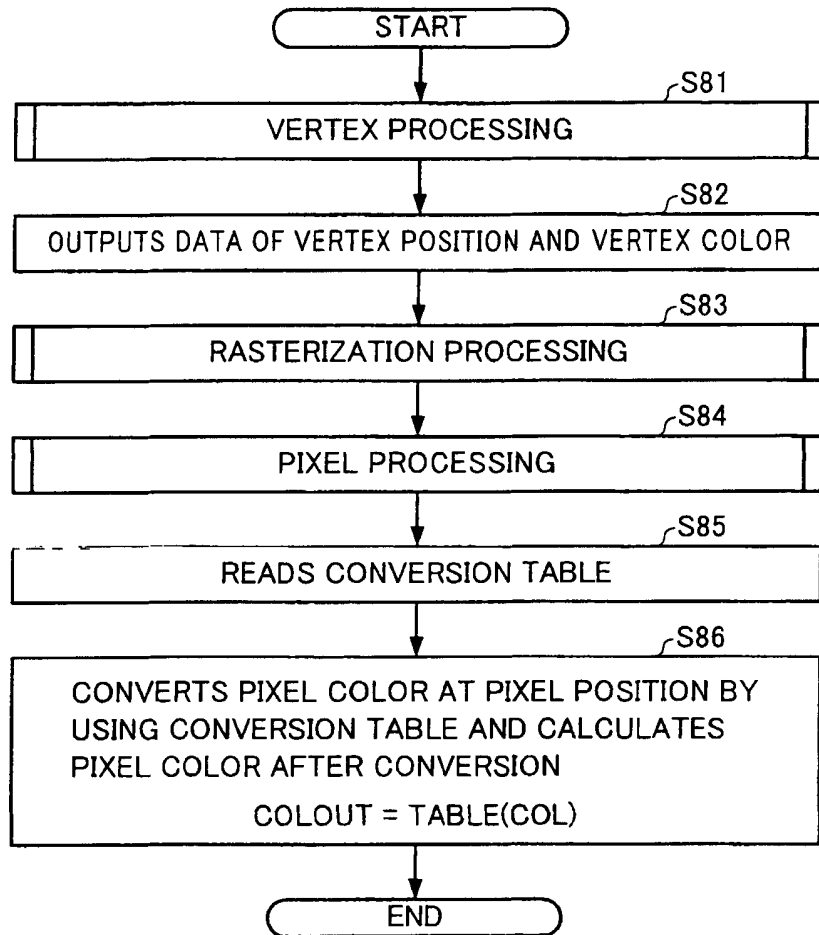 START
S81
VERTEX PROCESSING
S82
OUTPUTS DATA OF VERTEX POSITION AND VERTEX COLOR
S83
RASTERIZATION PROCESSING
S84
PIXEL PROCESSING
S85
READS CONVERSION TABLE
S86
CONVERTS PIXEL COLOR AT PIXEL POSITION BY
USING CONVERSION TABLE AND CALCULATES
PIXEL COLOR AFTER CONVERSION
COLOUT = TABLE(COL)
END